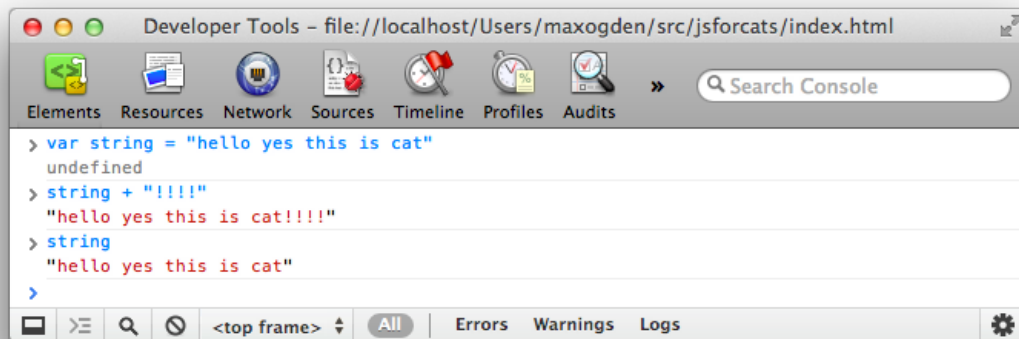 Developer Tools – file://localhost/Users/maxogden/src/jsforcats/index.html
Elements Resources Network Sources Timeline Profiles Audits » Search Console
> var string = "hello yes this is cat"
undefined
> string + "!!!!"
"hello yes this is cat!!!!"
> string
"hello yes this is cat"
>
<top frame> All Errors Warnings Logs